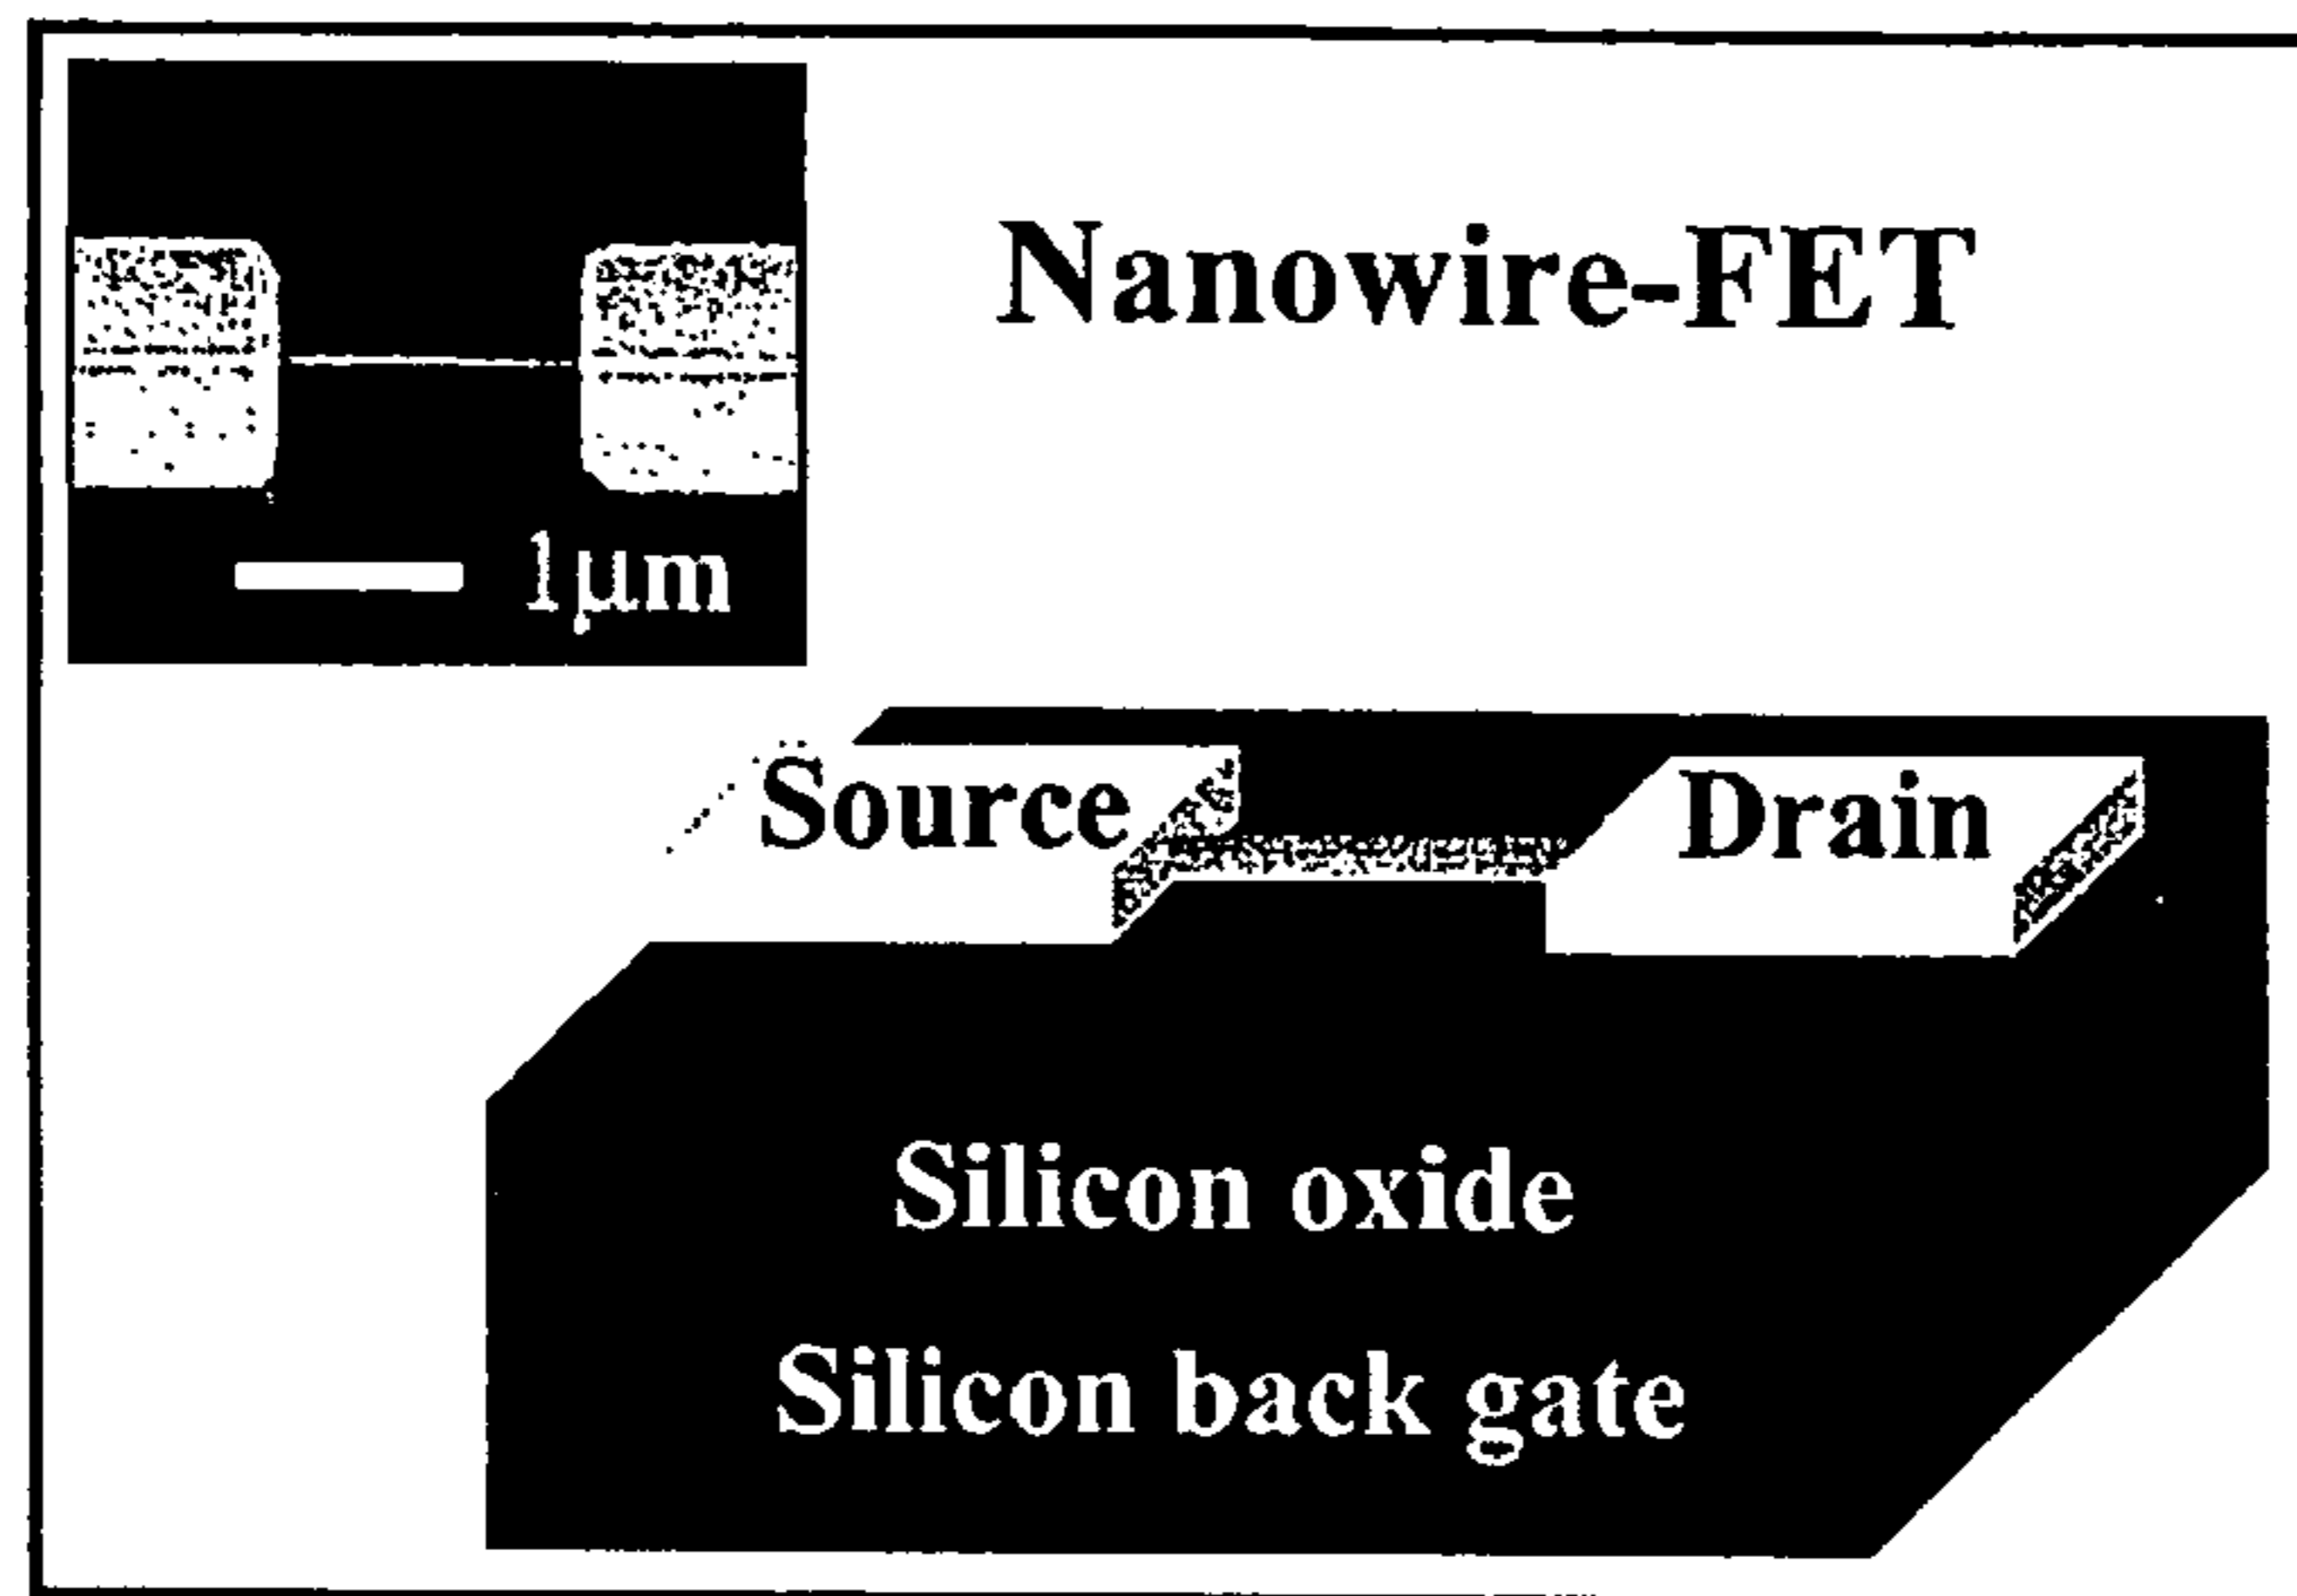 Nanowire-FET
1µm
Source
Drain
Silicon oxide
Silicon back gate